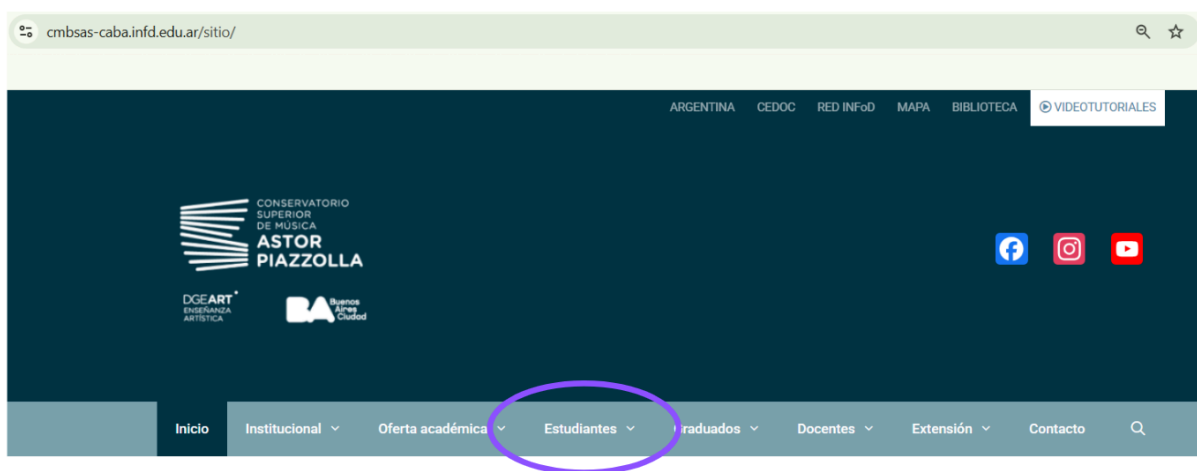 cmbsas-caba.infd.edu.ar/sitio/
ARGENTINA CEDOC RED INFoD MAPA BIBLIOTECA VIDEOTUTORIALES
CONSERVATORIO
SUPERIOR
DE MÚSICA
ASTOR
PIAZZOLLA
DGEART
ENSEÑANZA
ARTÍSTICA
BA Buenos
Aires
Ciudad
Inicio Institucional Oferta académica Estudiantes Graduados Docentes Extensión Contacto